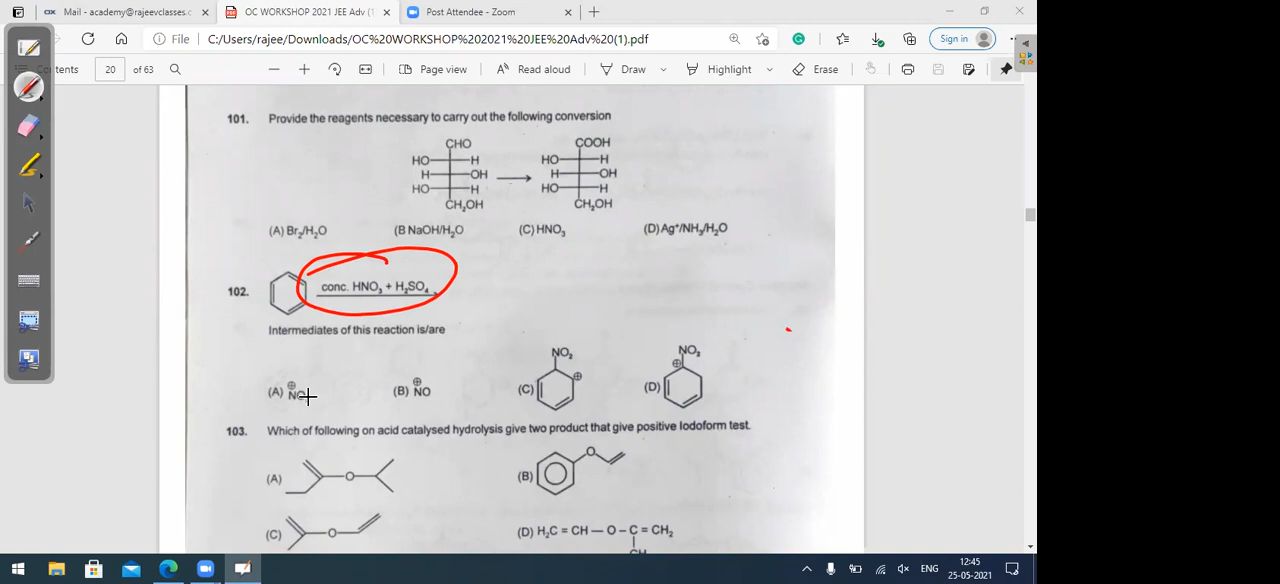 Mail - academy@rajeevclasses.c
OC WORKSHOP 2021 JEE Adv (1
Post Attendee - Zoom
File
C:/Users/rajee/Downloads/OC%20WORKSHOP%202021%20JEE%20Adv%20(1).pdf
Sign in
ntents
20
of 63
Page view
Read aloud
Draw
Highlight
Erase
101. Provide the reagents necessary to carry out the following conversion
CHO COOH
HO H HO H
H OH H OH
HO H HO H
CH₂OH CH₂OH
(A) Br₂/H₂O (B NaOH/H₂O (C) HNO₃ (D) Ag⁺/NH₃/H₂O
102. conc. HNO₃ + H₂SO₄
Intermediates of this reaction is/are
NO₂ NO₂
(A) ⊕ (B) ⊕NO (C) ⊕ (D) ⊕
103. Which of following on acid catalysed hydrolysis give two product that give positive Iodoform test.
(A) O (B) O
(C) O (D) H₂C = CH — O – C = CH₂
ENG
12:45
25-05-2021